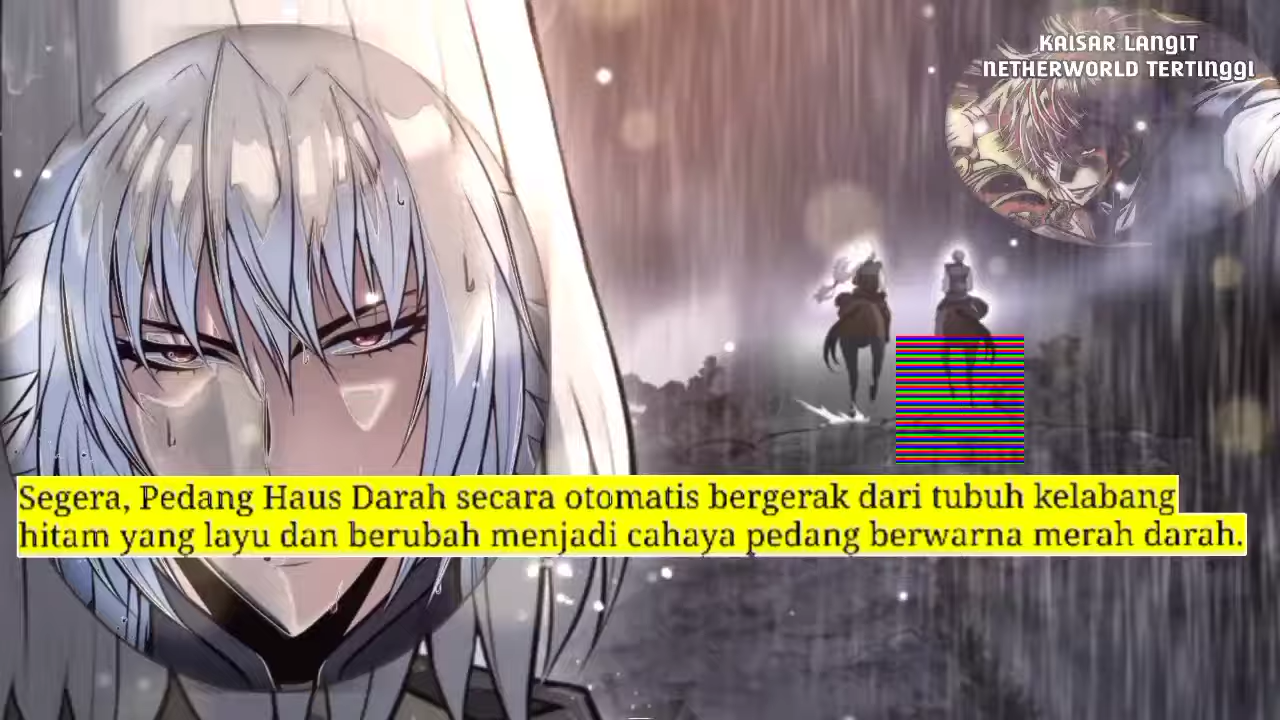 KAISAR LANGIT
NETHERWORLD TERTINGGI
Segera, Pedang Haus Darah secara otomatis bergerak dari tubuh kelabang
hitam yang layu dan berubah menjadi cahaya pedang berwarna merah darah.